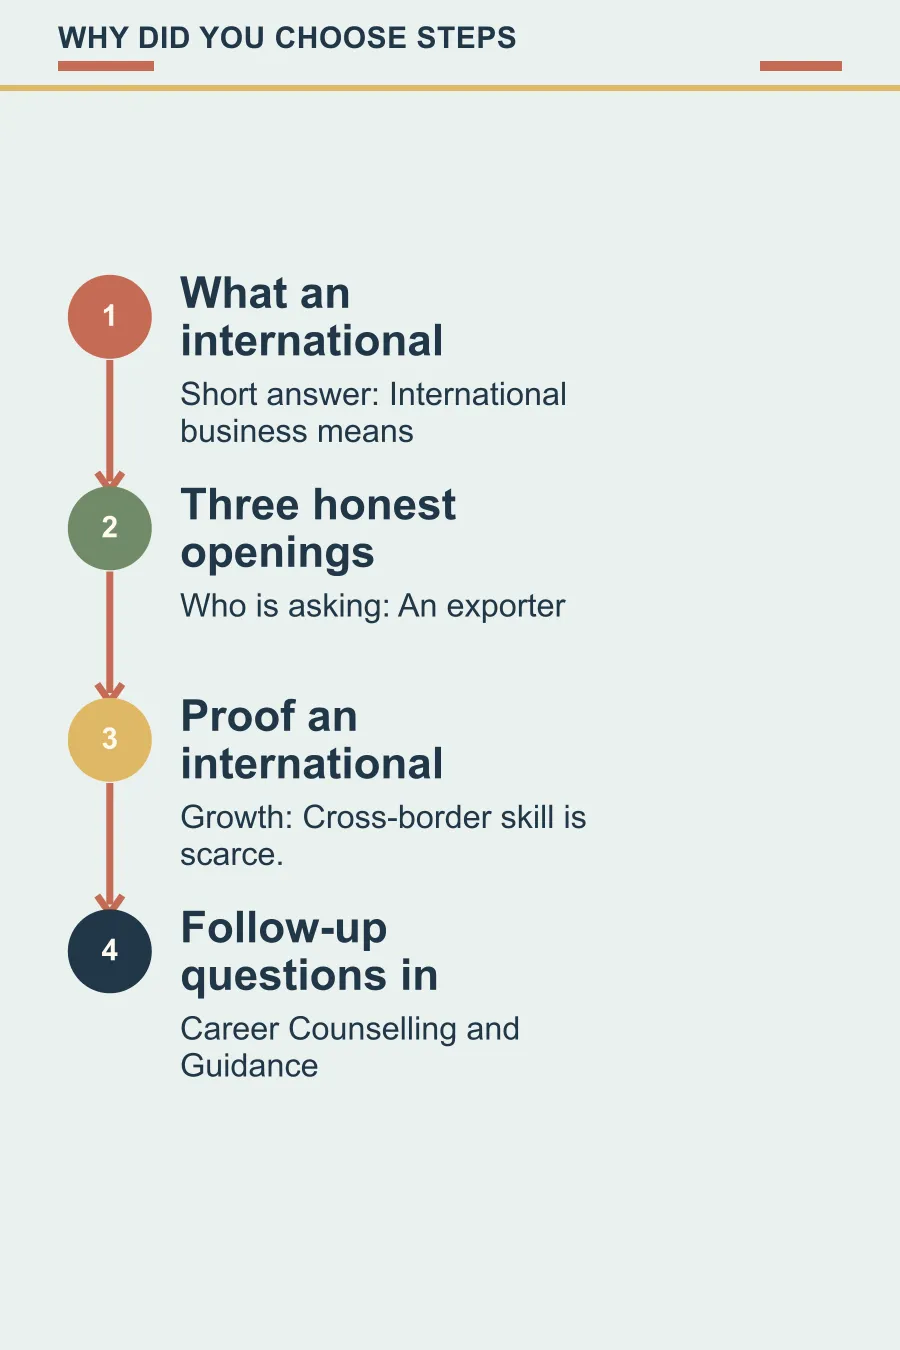 WHY DID YOU CHOOSE STEPS
1
What an
international
Short answer: International
business means
2
Three honest
openings
Who is asking: An exporter
3
Proof an
international
Growth: Cross-border skill is
scarce.
4
Follow-up
questions in
Career Counselling and
Guidance